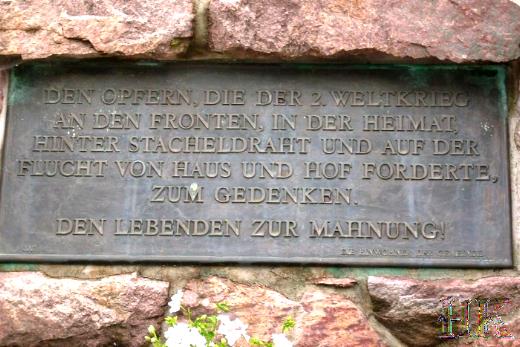 DEN OPFERN, DIE DER 2. WELTKRIEG
AN DEN FRONTEN, IN DER HEIMAT,
HINTER STACHELDRAHT UND AUF DER
FLUCHT VON HAUS UND HOF FORDERTE,
ZUM GEDENKEN.
DEN LEBENDEN ZUR MAHNUNG!